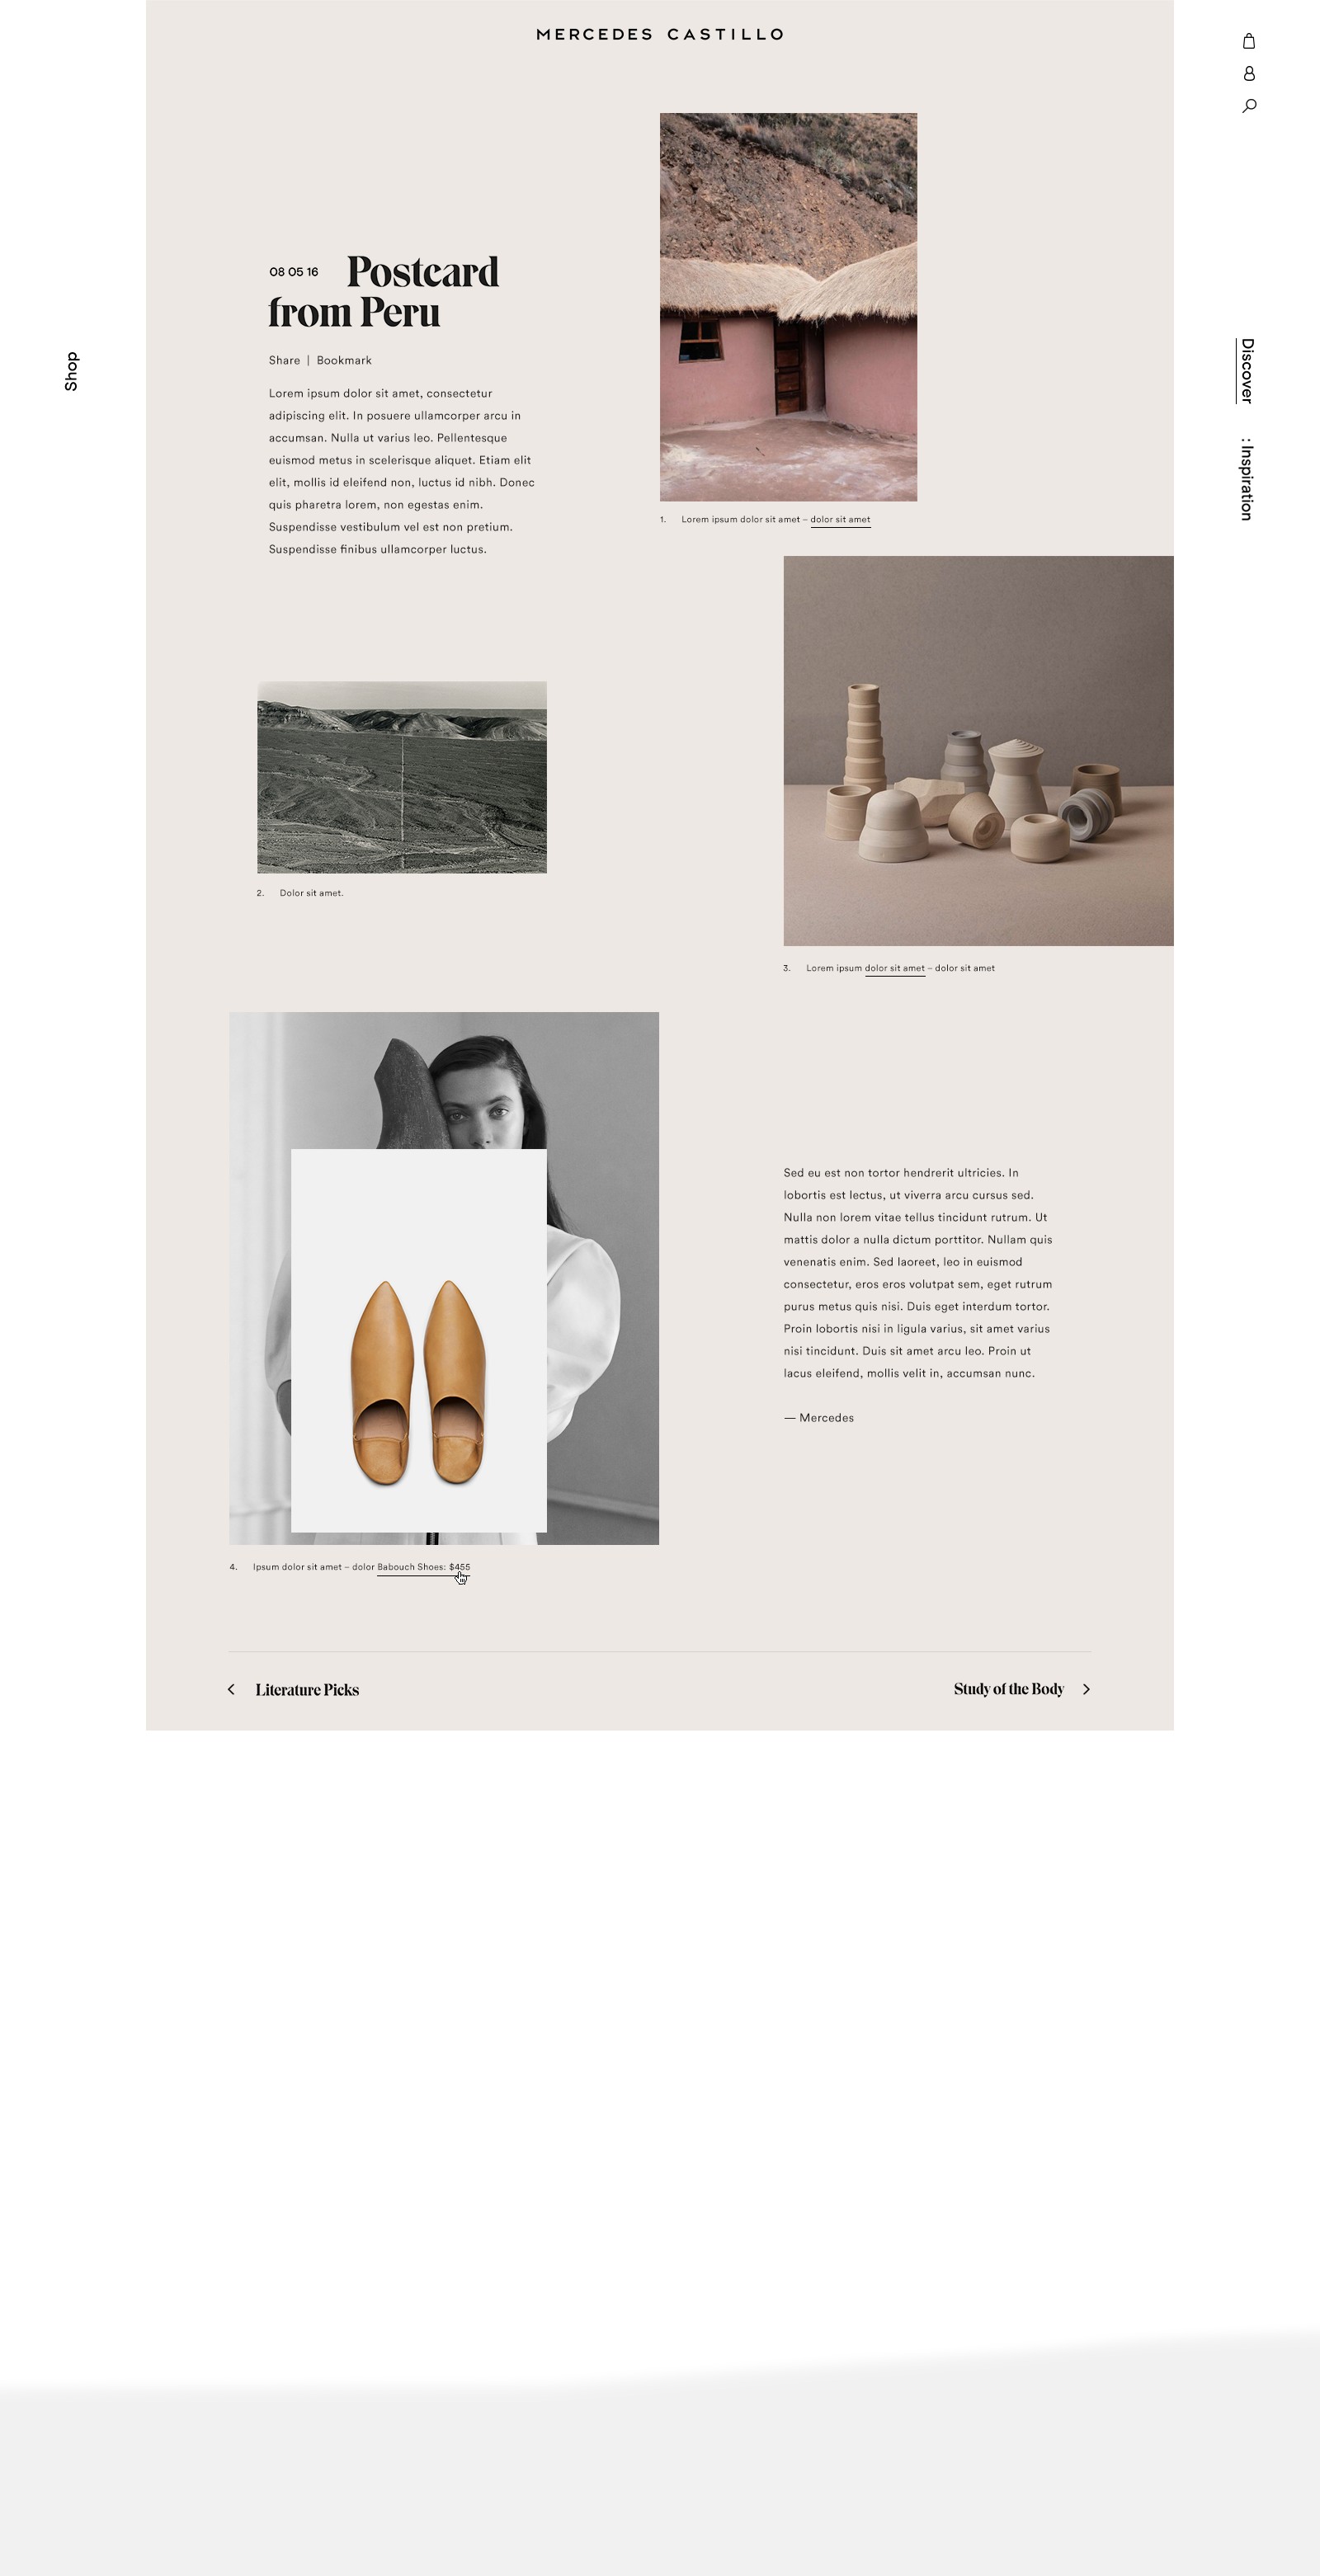 MERCEDES CASTILLO
Shop
Discover
: Inspiration
08 05 16 Postcard
from Peru
Share | Bookmark
Lorem ipsum dolor sit amet, consectetur
adipiscing elit. In posuere ullamcorper arcu in
accumsan. Nulla ut varius leo. Pellentesque
euismod metus in scelerisque aliquet. Etiam elit
elit, mollis id eleifend non, luctus id nibh. Donec
quis pharetra lorem, non egestas enim.
Suspendisse vestibulum vel est non pretium.
Suspendisse finibus ullamcorper luctus.
1. Lorem ipsum dolor sit amet – dolor sit amet
2. Dolor sit amet.
3. Lorem ipsum dolor sit amet – dolor sit amet
Sed eu est non tortor hendrerit ultricies. In
lobortis est lectus, ut viverra arcu cursus sed.
Nulla non lorem vitae tellus tincidunt rutrum. Ut
mattis dolor a nulla dictum porttitor. Nullam quis
venenatis enim. Sed laoreet, leo in euismod
consectetur, eros eros volutpat sem, eget rutrum
purus metus quis nisi. Duis eget interdum tortor.
Proin lobortis nisi in ligula varius, sit amet varius
nisi tincidunt. Duis sit amet arcu leo. Proin ut
lacus eleifend, mollis velit in, accumsan nunc.
— Mercedes
4. Ipsum dolor sit amet – dolor Babouch Shoes: $455
Literature Picks
Study of the Body